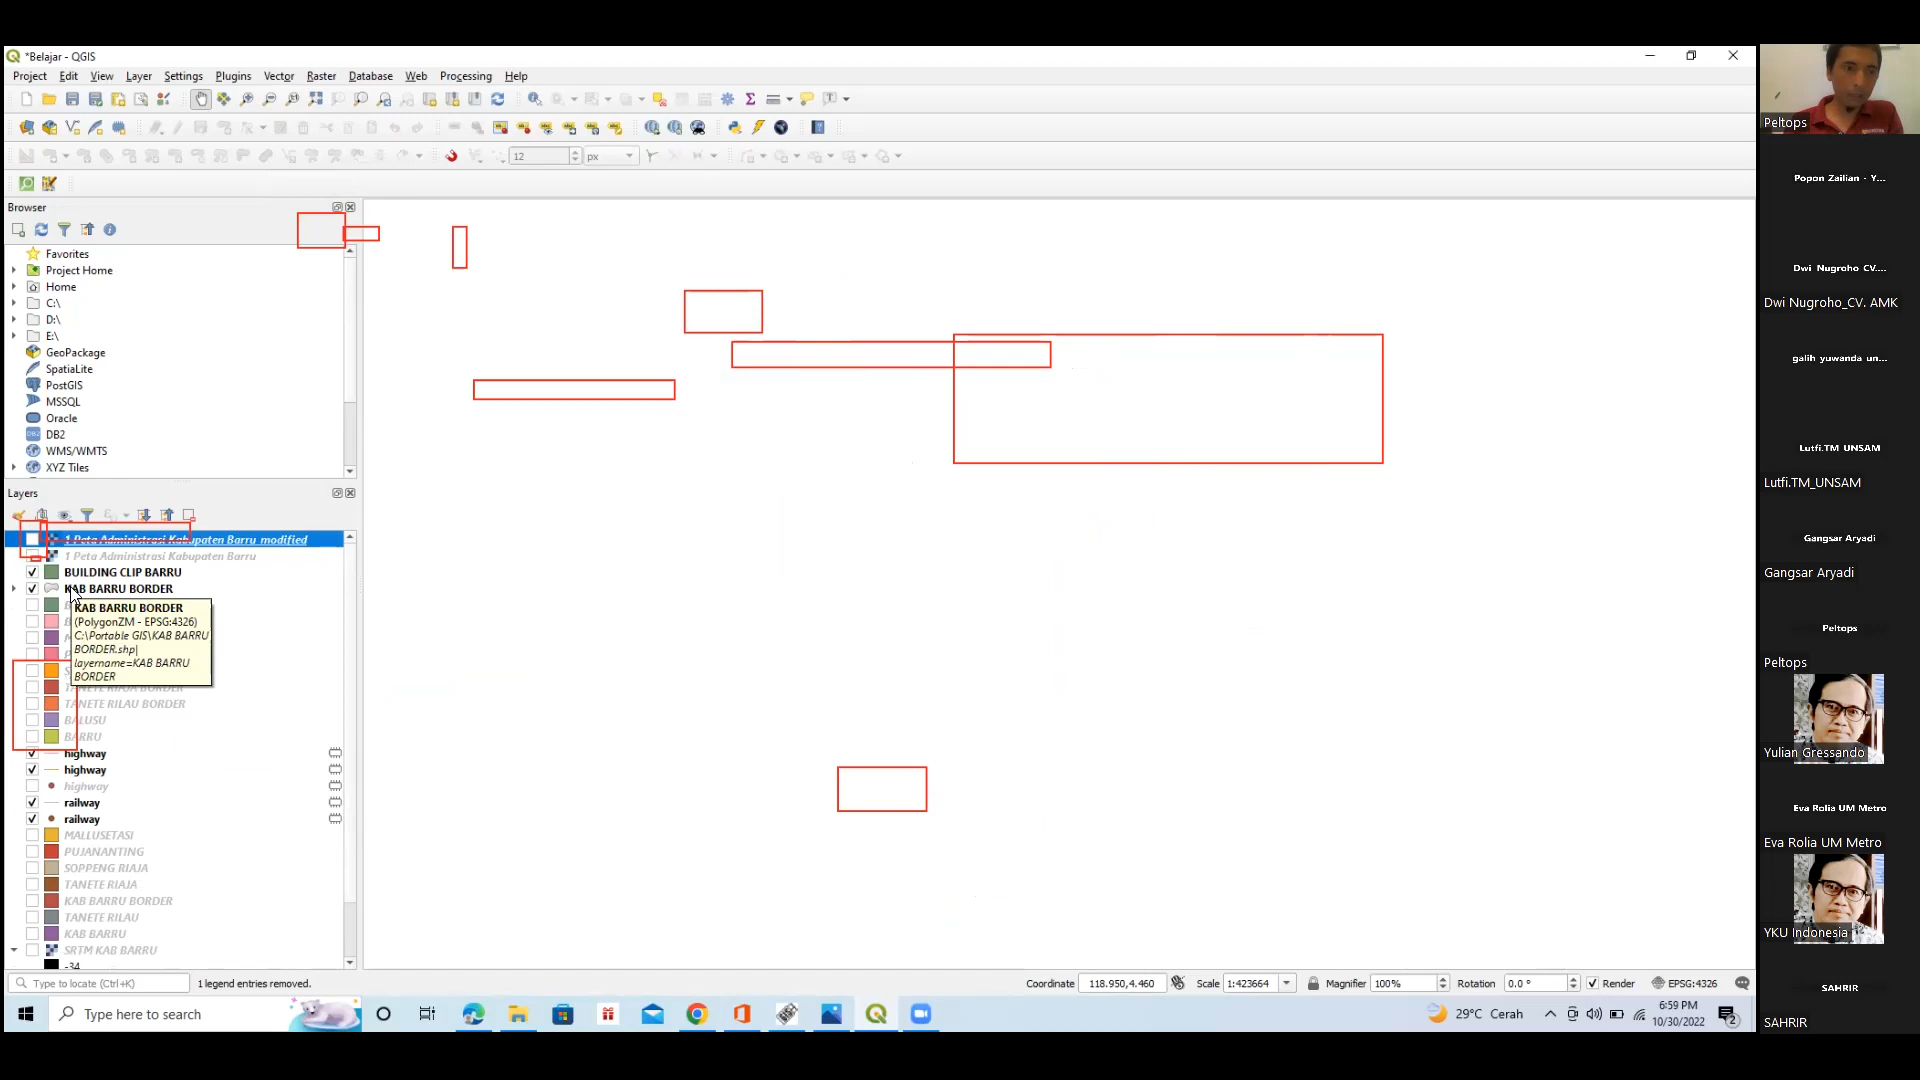 *Belajar - QGIS
Project Edit View Layer Settings Plugins Vector Raster Database Web Processing Help
12 px
Browser
Favorites
Project Home
Home
C:\
D:\
E:\
GeoPackage
SpatiaLite
PostGIS
MSSQL
Oracle
DB2
WMS/WMTS
XYZ Tiles
Layers
1 Peta Administrasi Kabupaten Barru_modified
1 Peta Administrasi Kabupaten Barru
BUILDING CLIP BARRU
KAB BARRU BORDER
KAB BARRU BORDER
(PolygonZM - EPSG:4326)
C:\Portable GIS\KAB BARRU
BORDER.shp|
layername=KAB BARRU
BORDER
TANETE RIAJA BORDER
TANETE RILAU BORDER
BALUSU
BARRU
highway
highway
highway
railway
railway
MALLUSETASI
PUJANANTING
SOPPENG RIAJA
TANETE RIAJA
KAB BARRU BORDER
TANETE RILAU
KAB BARRU
SRTM KAB BARRU
-34
Type to locate (Ctrl+K) 1 legend entries removed. Coordinate 118.950,4.460 Scale 1:423664 Magnifier 100% Rotation 0.0 ° Render EPSG:4326
Type here to search 29°C Cerah 6:59 PM
10/30/2022 2
Peltops
Popon Zailian - Y...
Dwi Nugroho CV....
Dwi Nugroho_CV. AMK
galih yuwanda un...
Lutfi.TM UNSAM
Lutfi.TM_UNSAM
Gangsar Aryadi
Gangsar Aryadi
Peltops
Peltops
Yulian Gressando
Eva Rolia UM Metro
Eva Rolia UM Metro
YKU Indonesia
SAHRIR
SAHRIR